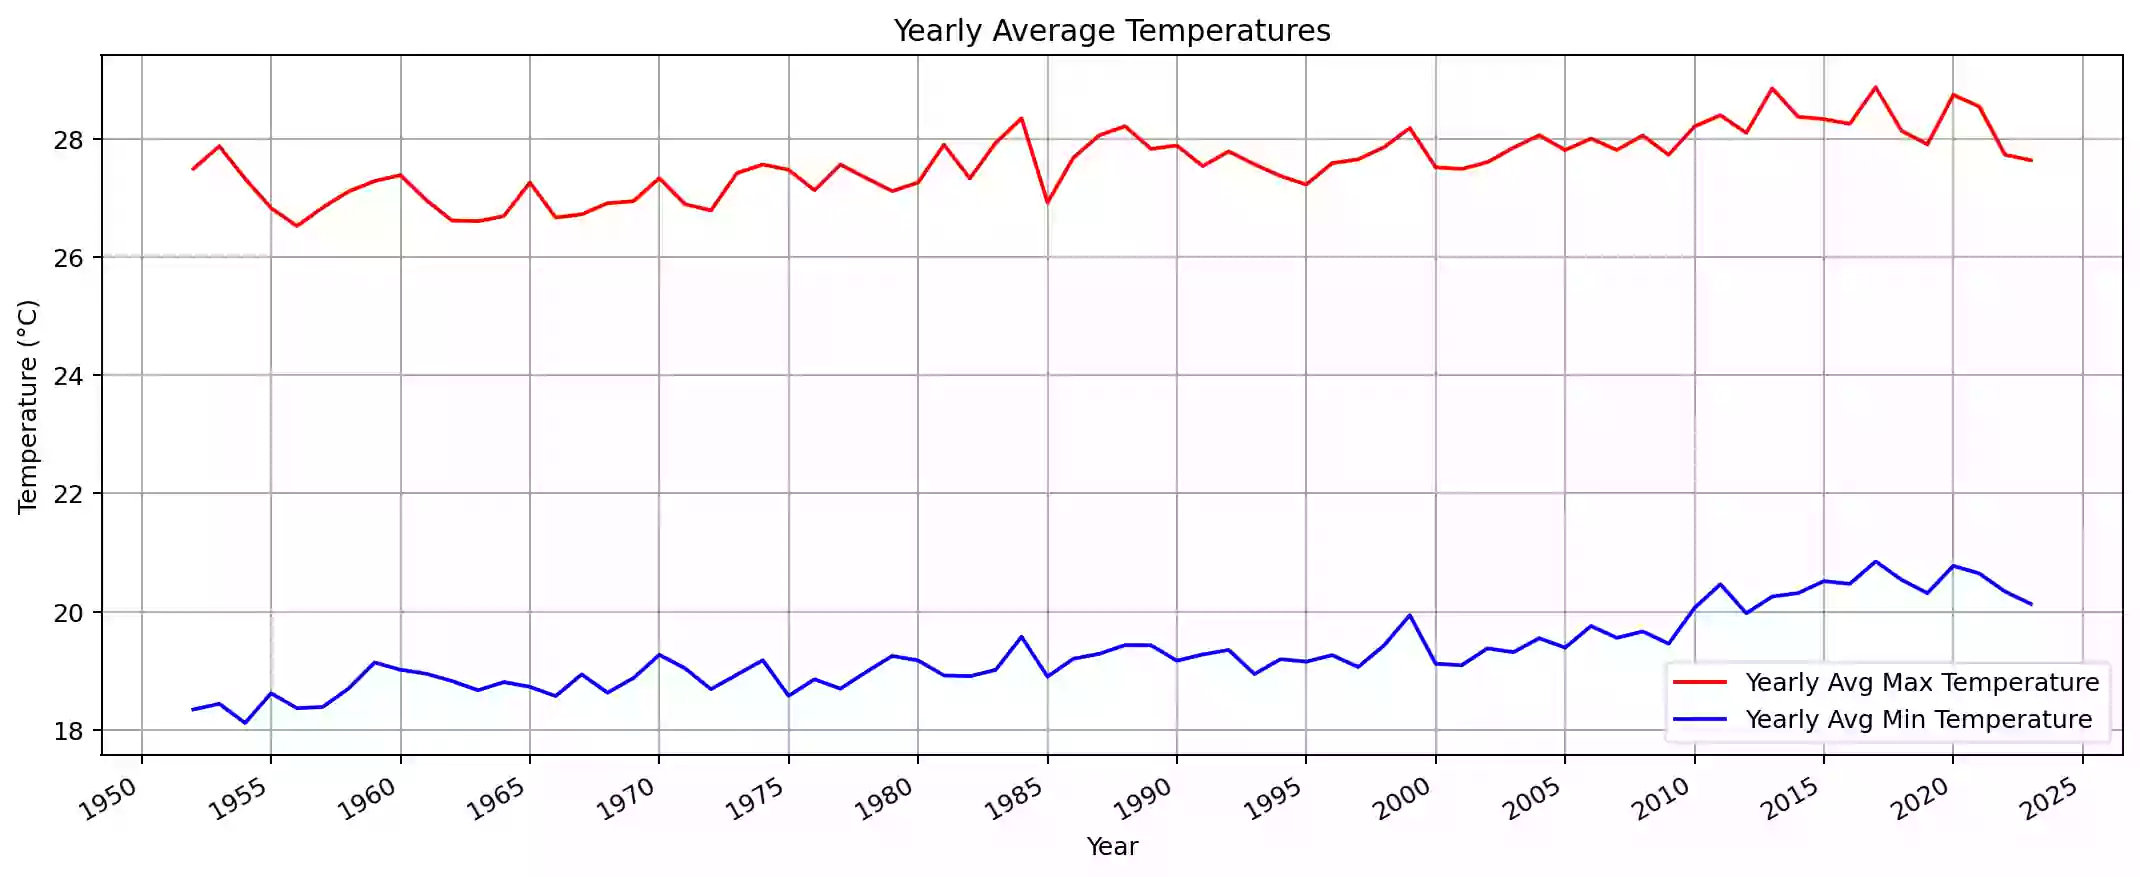 Yearly Average Temperatures
Temperature (°C)
28
26
24
22
20
18
Yearly Avg Max Temperature
Yearly Avg Min Temperature
1950 1955 1960 1965 1970 1975 1980 1985 1990 1995 2000 2005 2010 2015 2020 2025
Year